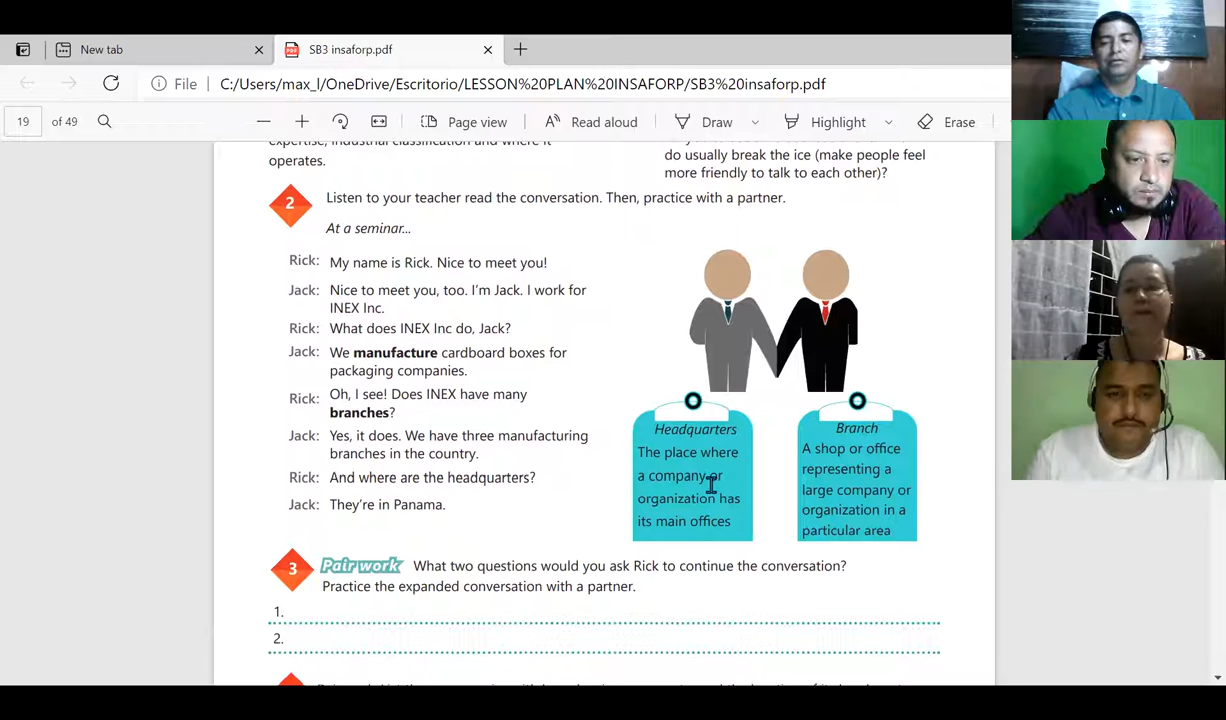 New tab
SB3 insaforp.pdf
File
C:/Users/max_l/OneDrive/Escritorio/LESSON%20PLAN%20INSAFORP/SB3%20insaforp.pdf
19 of 49
Page view
Read aloud
Draw
Highlight
Erase
expertise, industrial classification and where it
operates.
do usually break the ice (make people feel
more friendly to talk to each other)?
2 Listen to your teacher read the conversation. Then, practice with a partner.
At a seminar...
Rick: My name is Rick. Nice to meet you!
Jack: Nice to meet you, too. I'm Jack. I work for
INEX Inc.
Rick: What does INEX Inc do, Jack?
Jack: We manufacture cardboard boxes for
packaging companies.
Rick: Oh, I see! Does INEX have many
branches?
Jack: Yes, it does. We have three manufacturing
branches in the country.
Rick: And where are the headquarters?
Jack: They're in Panama.
Headquarters
The place where
a company or
organization has
its main offices
Branch
A shop or office
representing a
large company or
organization in a
particular area
3 Pair work What two questions would you ask Rick to continue the conversation?
Practice the expanded conversation with a partner.
1.
2.